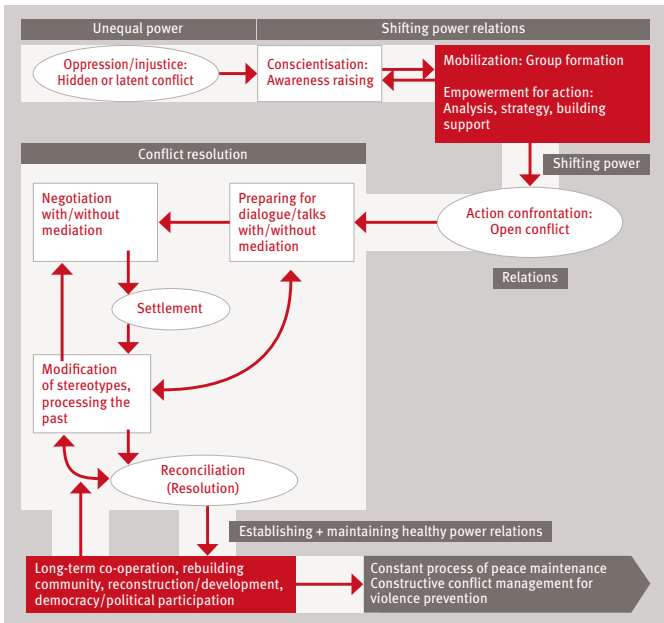 Unequal power
Shifting power relations
Oppression/injustice:
Hidden or latent conflict
Conscientisation:
Awareness raising
Mobilization: Group formation
Empowerment for action:
Analysis, strategy, building
support
Shifting power
Conflict resolution
Negotiation
with/without
mediation
Preparing for
dialogue/talks
with/without
mediation
Action confrontation:
Open conflict
Relations
Settlement
Modification
of stereotypes,
processing the
past
Reconciliation
(Resolution)
Establishing + maintaining healthy power relations
Long-term co-operation, rebuilding
community, reconstruction/development,
democracy/political participation
Constant process of peace maintenance
Constructive conflict management for
violence prevention